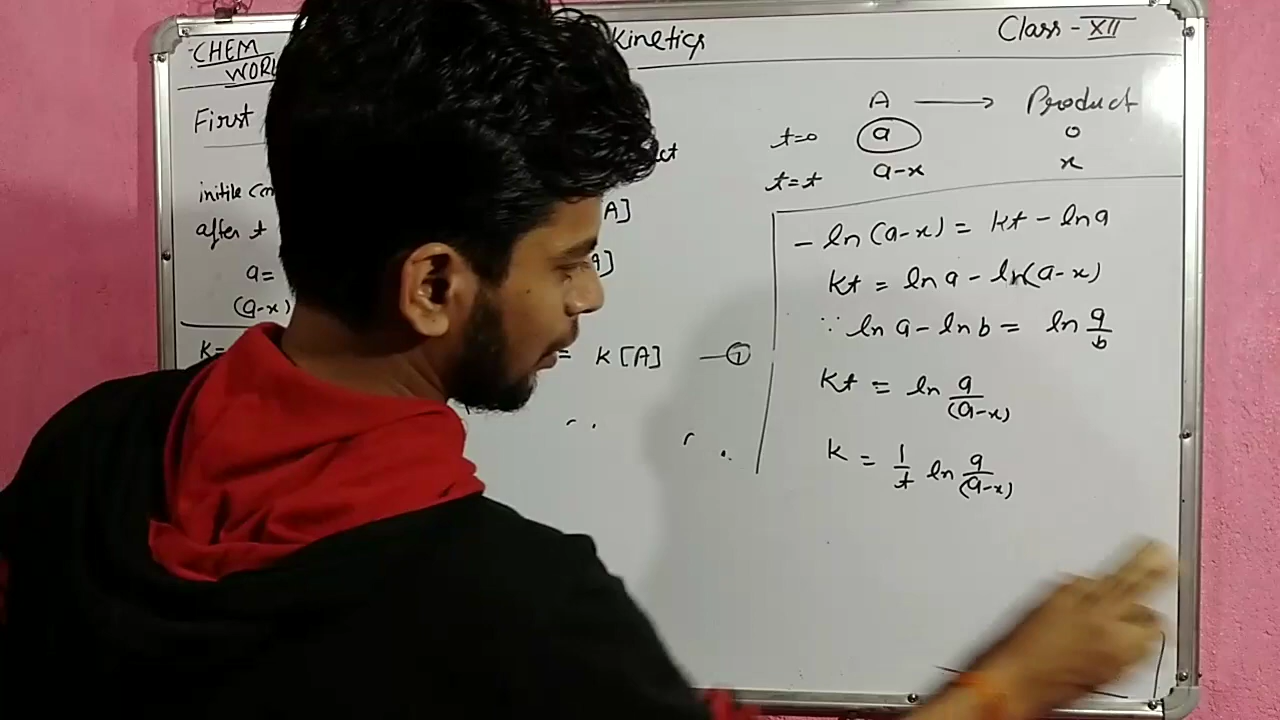 CHEM
WORL
Kinetics
Class - XII
First
initile con
after t
a=
(a-x)
K=
A]
= K[A] —①
A → Product
t=0 a 0
t=t a-x x
- ln(a-x) = Kt - ln a
Kt = ln a - ln(a-x)
∵ ln a - ln b = ln a/b
Kt = ln a/(a-x)
K = 1/t ln a/(a-x)